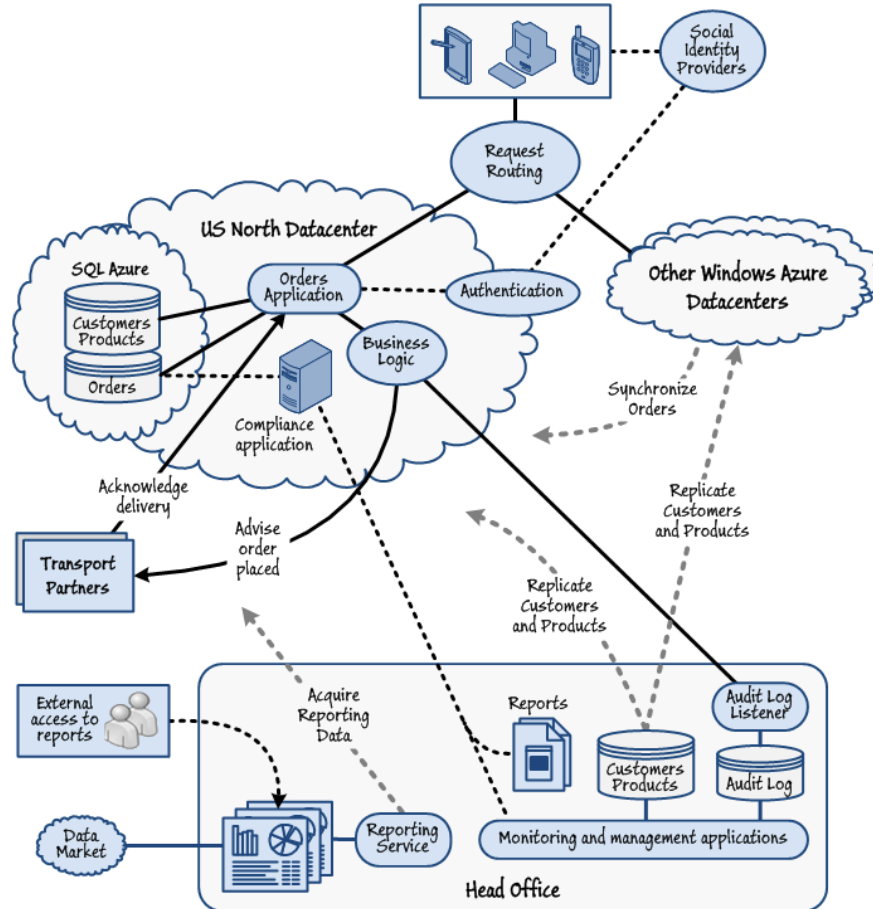 Social
Identity
Providers
Request
Routing
US North Datacenter
SQL Azure
Customers
Products
Orders
Orders
Application
Authentication
Business
Logic
Compliance
application
Other Windows Azure
Datacenters
Synchronize
Orders
Acknowledge
delivery
Advise
order
placed
Transport
Partners
Replicate
Customers
and Products
Replicate
Customers
and Products
External
access to
reports
Acquire
Reporting
Data
Reports
Customers
Products
Audit Log
Listener
Audit Log
Data
Market
Reporting
Service
Monitoring and management applications
Head Office